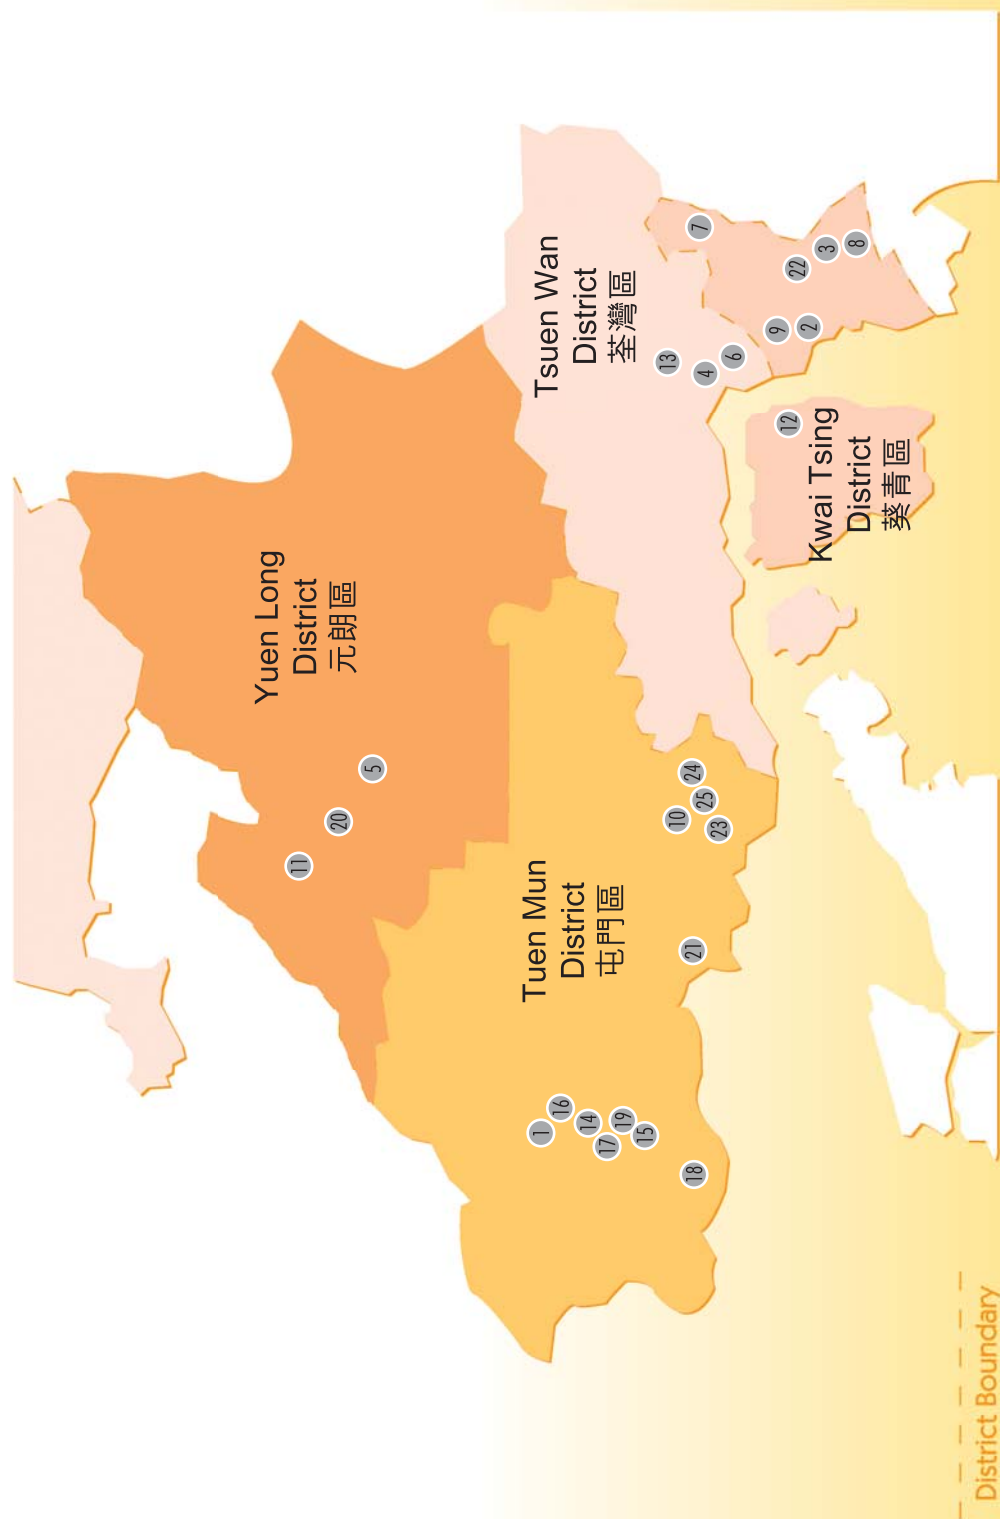 Yuen Long
District
元朗區
11
20
5
Tuen Mun
District
屯門區
Tsuen Wan
District
荃灣區
1
16
14
17
19
15
18
21
10
24
25
23
13
4
6
7
9
2
22
3
8
12
Kwai Tsing
District
葵青區
District Boundary